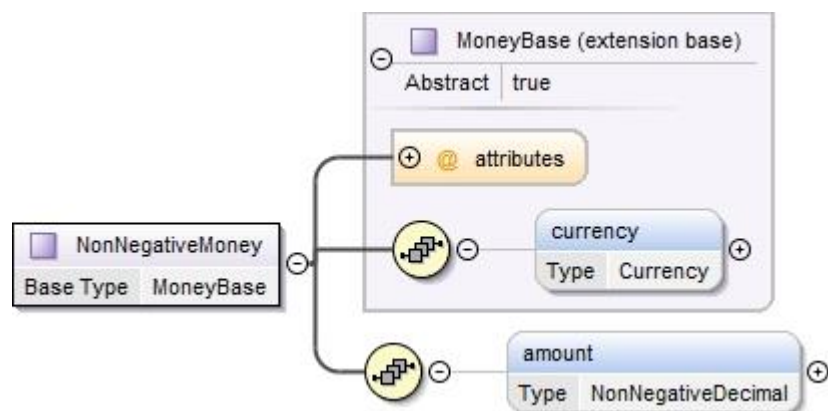 MoneyBase (extension base)
Abstract true
@ attributes
NonNegativeMoney
Base Type MoneyBase
currency
Type Currency
amount
Type NonNegativeDecimal